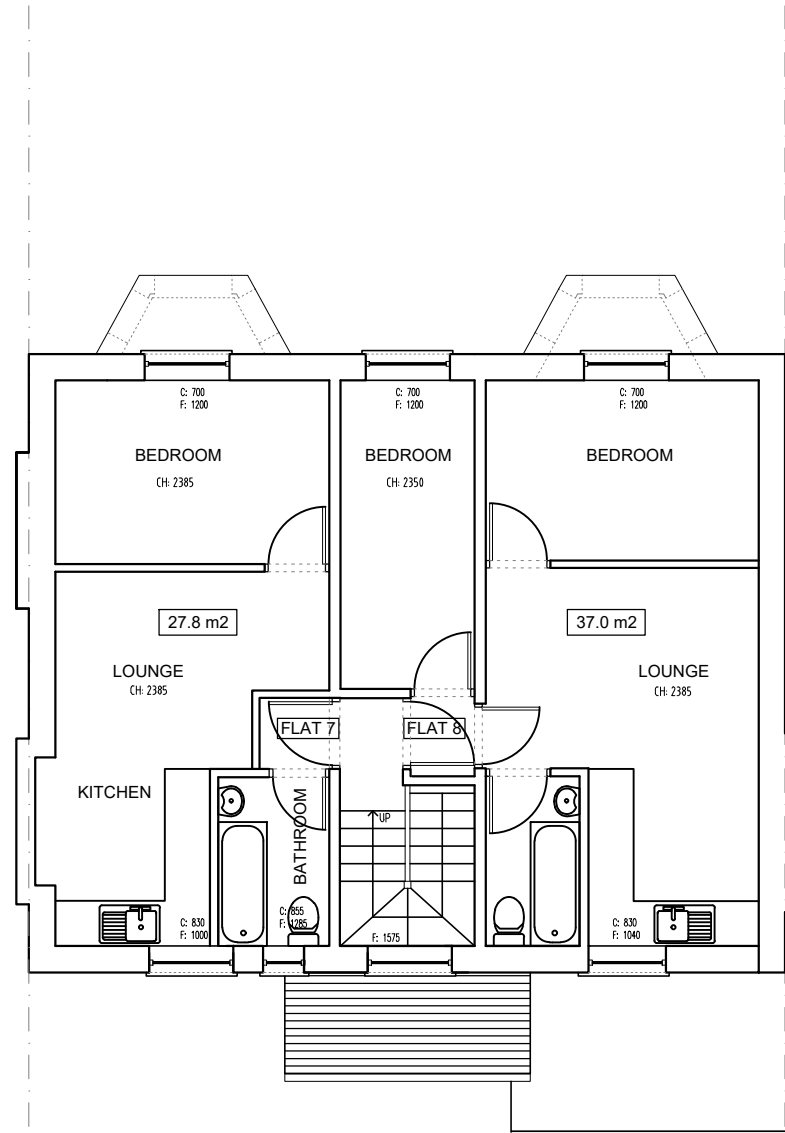 C: 700
F: 1200
C: 700
F: 1200
C: 700
F: 1200
BEDROOM
CH: 2385
BEDROOM
CH: 2350
BEDROOM
27.8 m2
37.0 m2
LOUNGE
CH: 2385
LOUNGE
CH: 2385
FLAT 7
FLAT 8
KITCHEN
BATHROOM
UP
C: 830
F: 1000
C: 855
F: 1285
F: 1575
C: 830
F: 1040